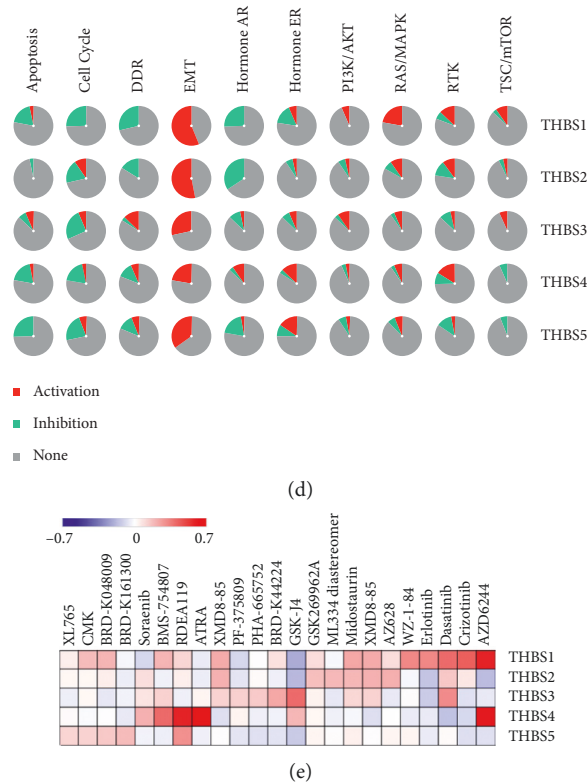 Apoptosis
Cell Cycle
DDR
EMT
Hormone AR
Hormone ER
PI3K/AKT
RAS/MAPK
RTK
TSC/mTOR
THBS1
THBS2
THBS3
THBS4
THBS5
Activation
Inhibition
None
(d)
−0.7 0.0 0.7
XL765
CMK
BRD-K048009
BRD-K161300
Soraenib
BMS-754807
RDEA119
ATRA
XMD8-85
PF-375809
PHA-665752
BRD-K44224
GSK-J4
GSK269962A
ML334 diastereomer
Midostaurin
XMD8-85
AZ628
WZ-1-84
Erlotinib
Dasatinib
Crizotinib
AZD6244
THBS1
THBS2
THBS3
THBS4
THBS5
(e)